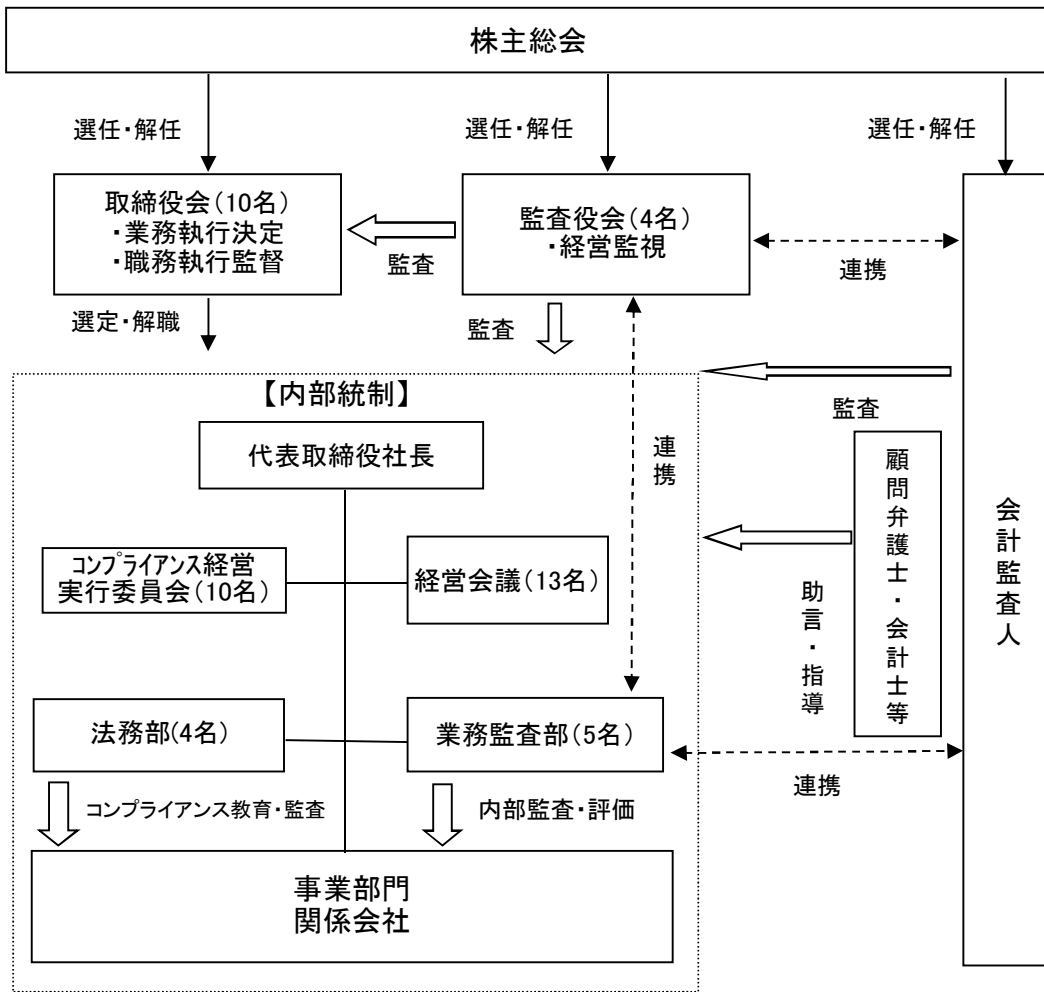 株主総会
選任・解任
選任・解任
選任・解任
取締役会(10名)
・業務執行決定
・職務執行監督
監査
監査役会(4名)
・経営監視
連携
選定・解職
監査
監査
【内部統制】
代表取締役社長
連携
コンプライアンス経営
実行委員会(10名)
経営会議(13名)
助言・指導
顧問弁護士・会計士等
会計監査人
法務部(4名)
業務監査部(5名)
連携
コンプライアンス教育・監査
内部監査・評価
事業部門
関係会社